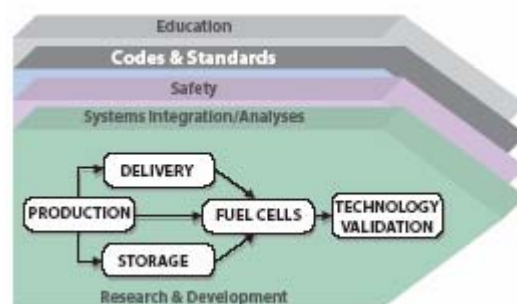 Education
Codes & Standards
Safety
Systems Integration/Analyses
DELIVERY
PRODUCTION
FUEL CELLS
TECHNOLOGY
VALIDATION
STORAGE
Research & Development